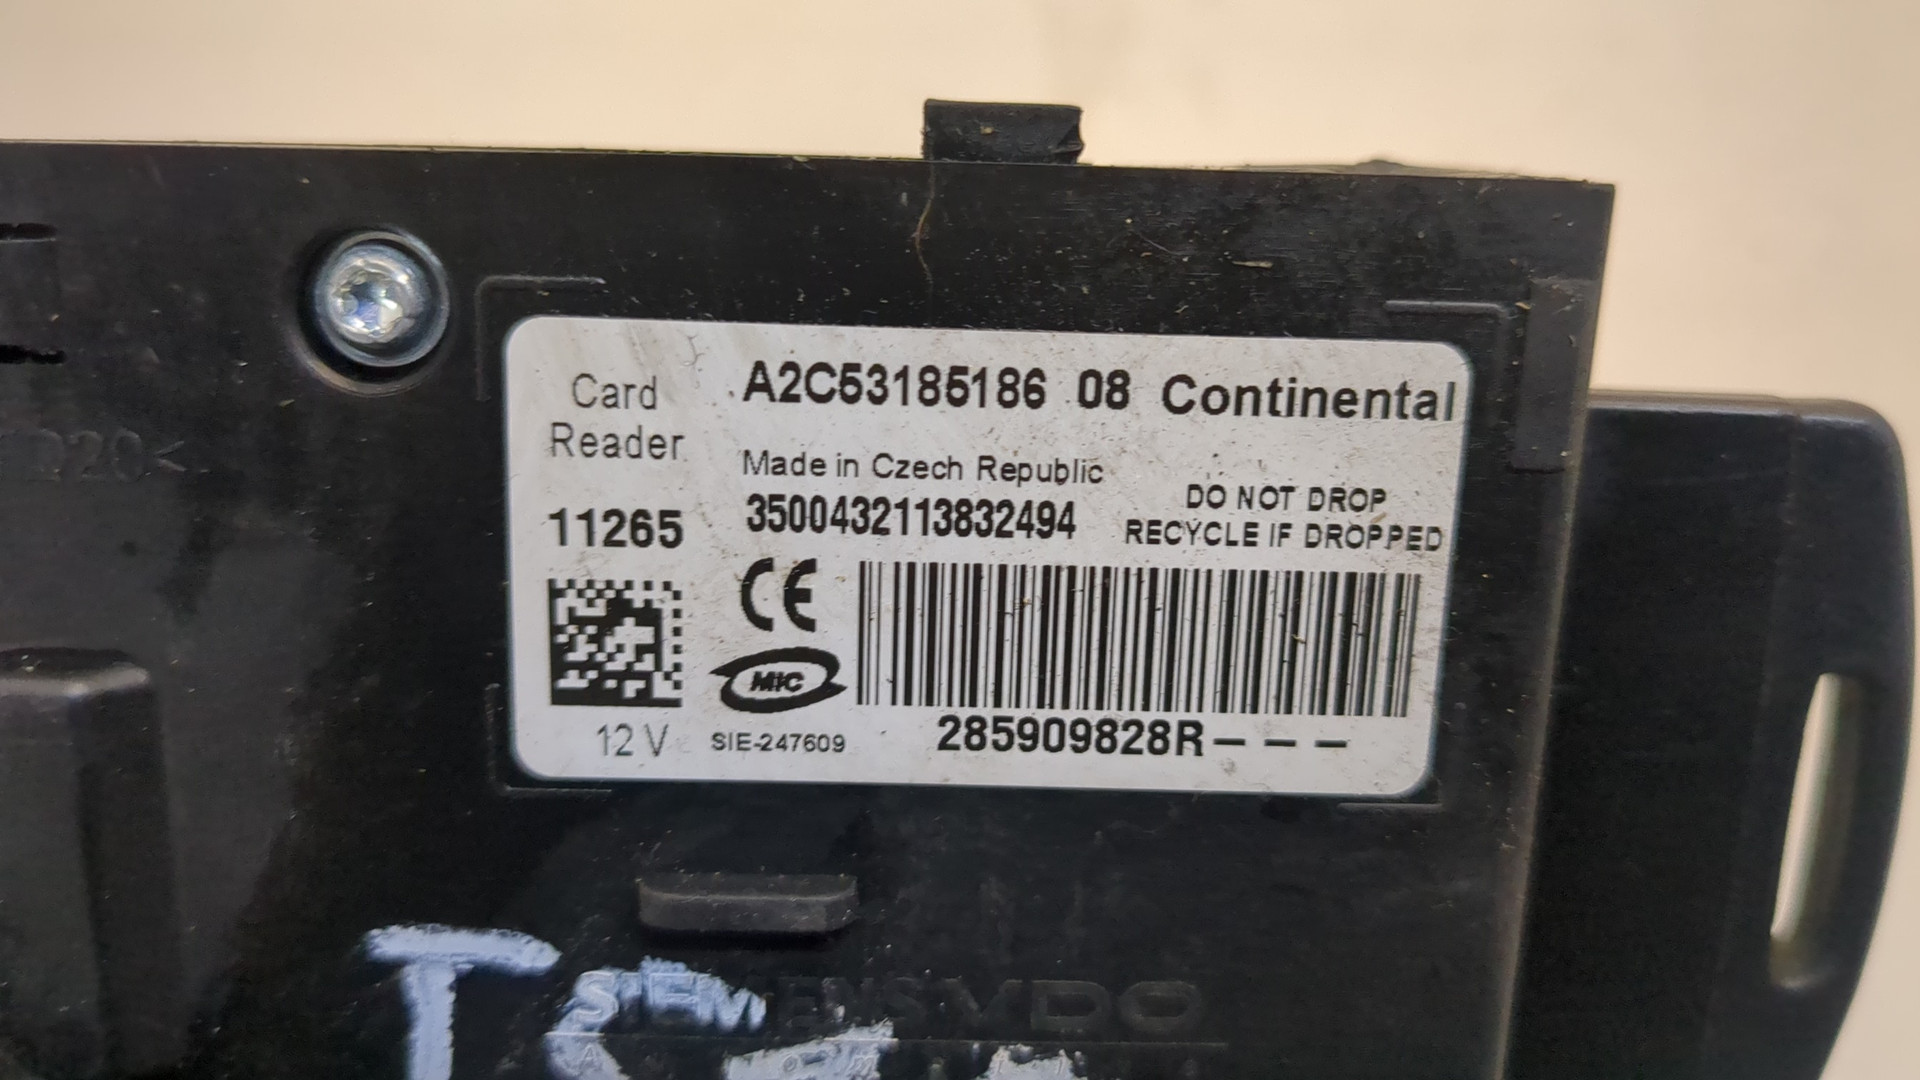 Card
Reader
A2C53185186 08 Continental
Made in Czech Republic
11265
3500432113832494
DO NOT DROP
RECYCLE IF DROPPED
CE
MIC
12 V
SIE-247609
285909828R---
SIEMENS VDO